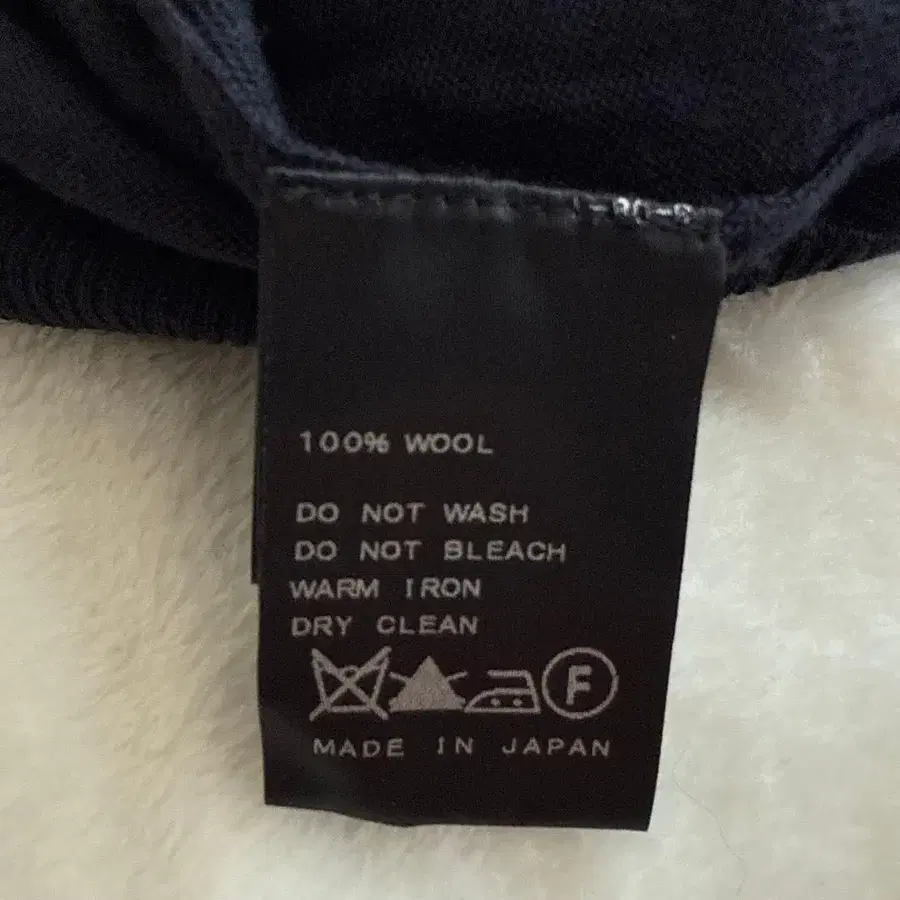 100% WOOL
DO NOT WASH
DO NOT BLEACH
WARM IRON
DRY CLEAN
F
MADE IN JAPAN